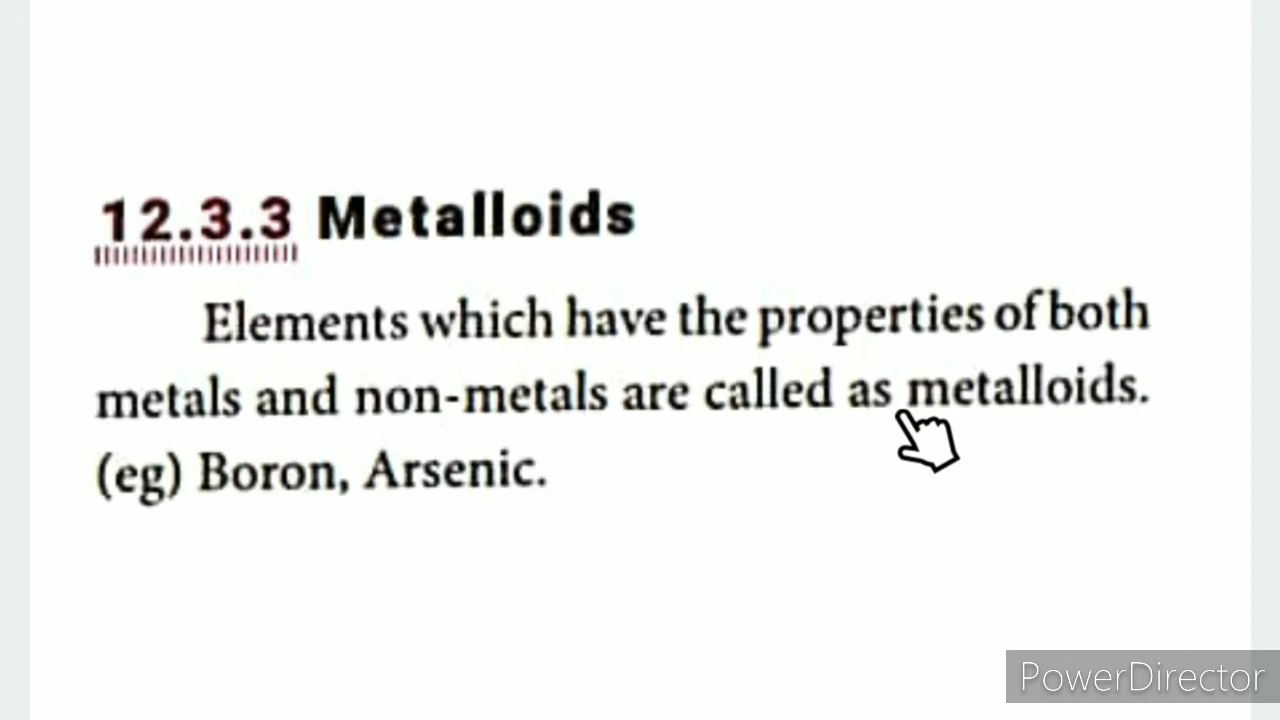 12.3.3 Metalloids
Elements which have the properties of both
metals and non-metals are called as metalloids.
(eg) Boron, Arsenic.
PowerDirector